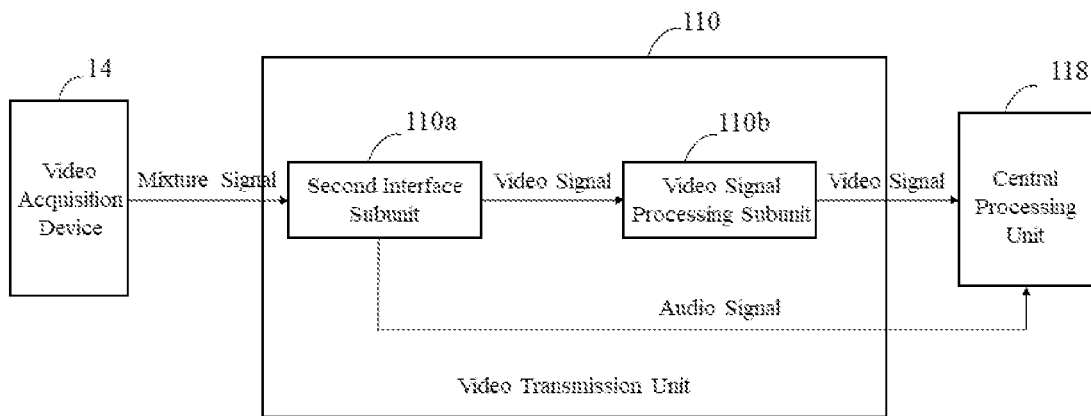 110
14
118
110a
110b
Video
Acquisition
Device
Mixture Signal
Second Interface
Subunit
Video Signal
Video Signal
Processing Subunit
Video Signal
Central
Processing
Unit
Audio Signal
Video Transmission Unit